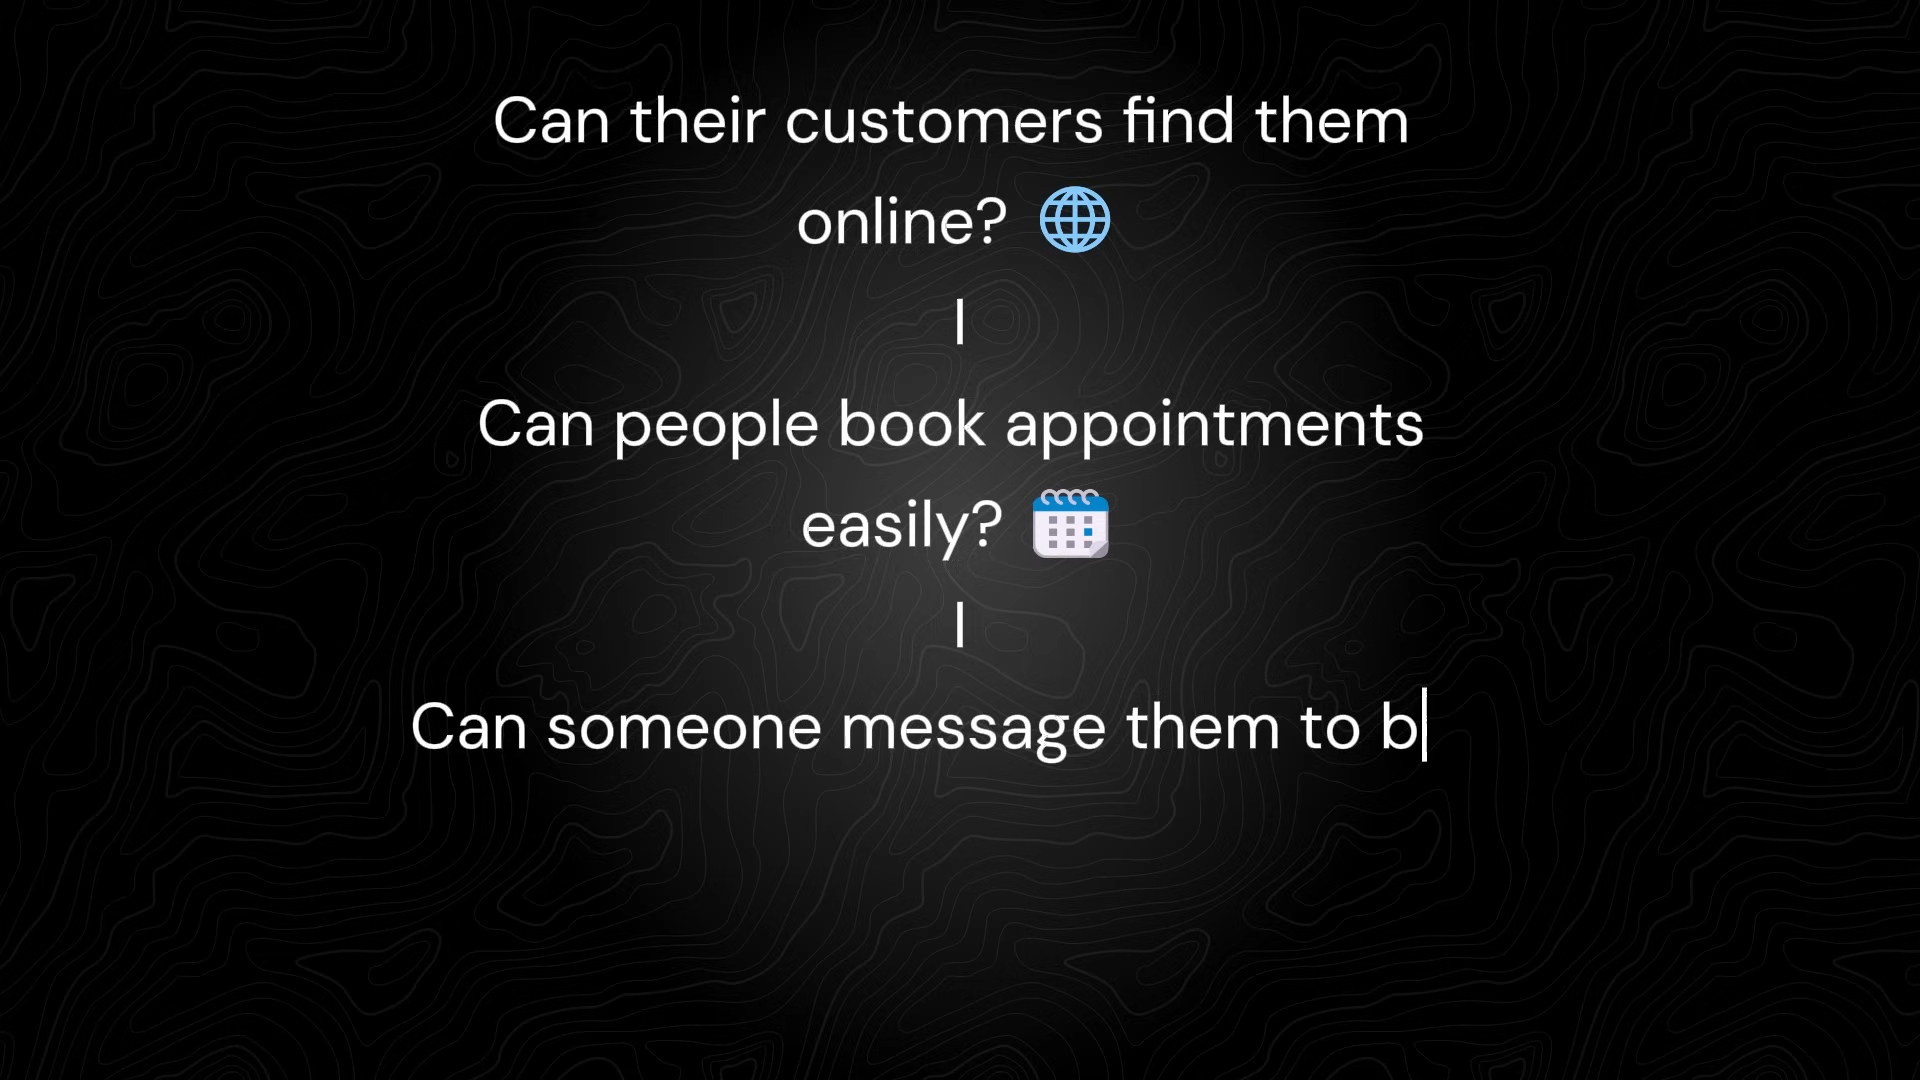 Can their customers find them
online? 🌐
|
Can people book appointments
easily? 🗓️
|
Can someone message them to b